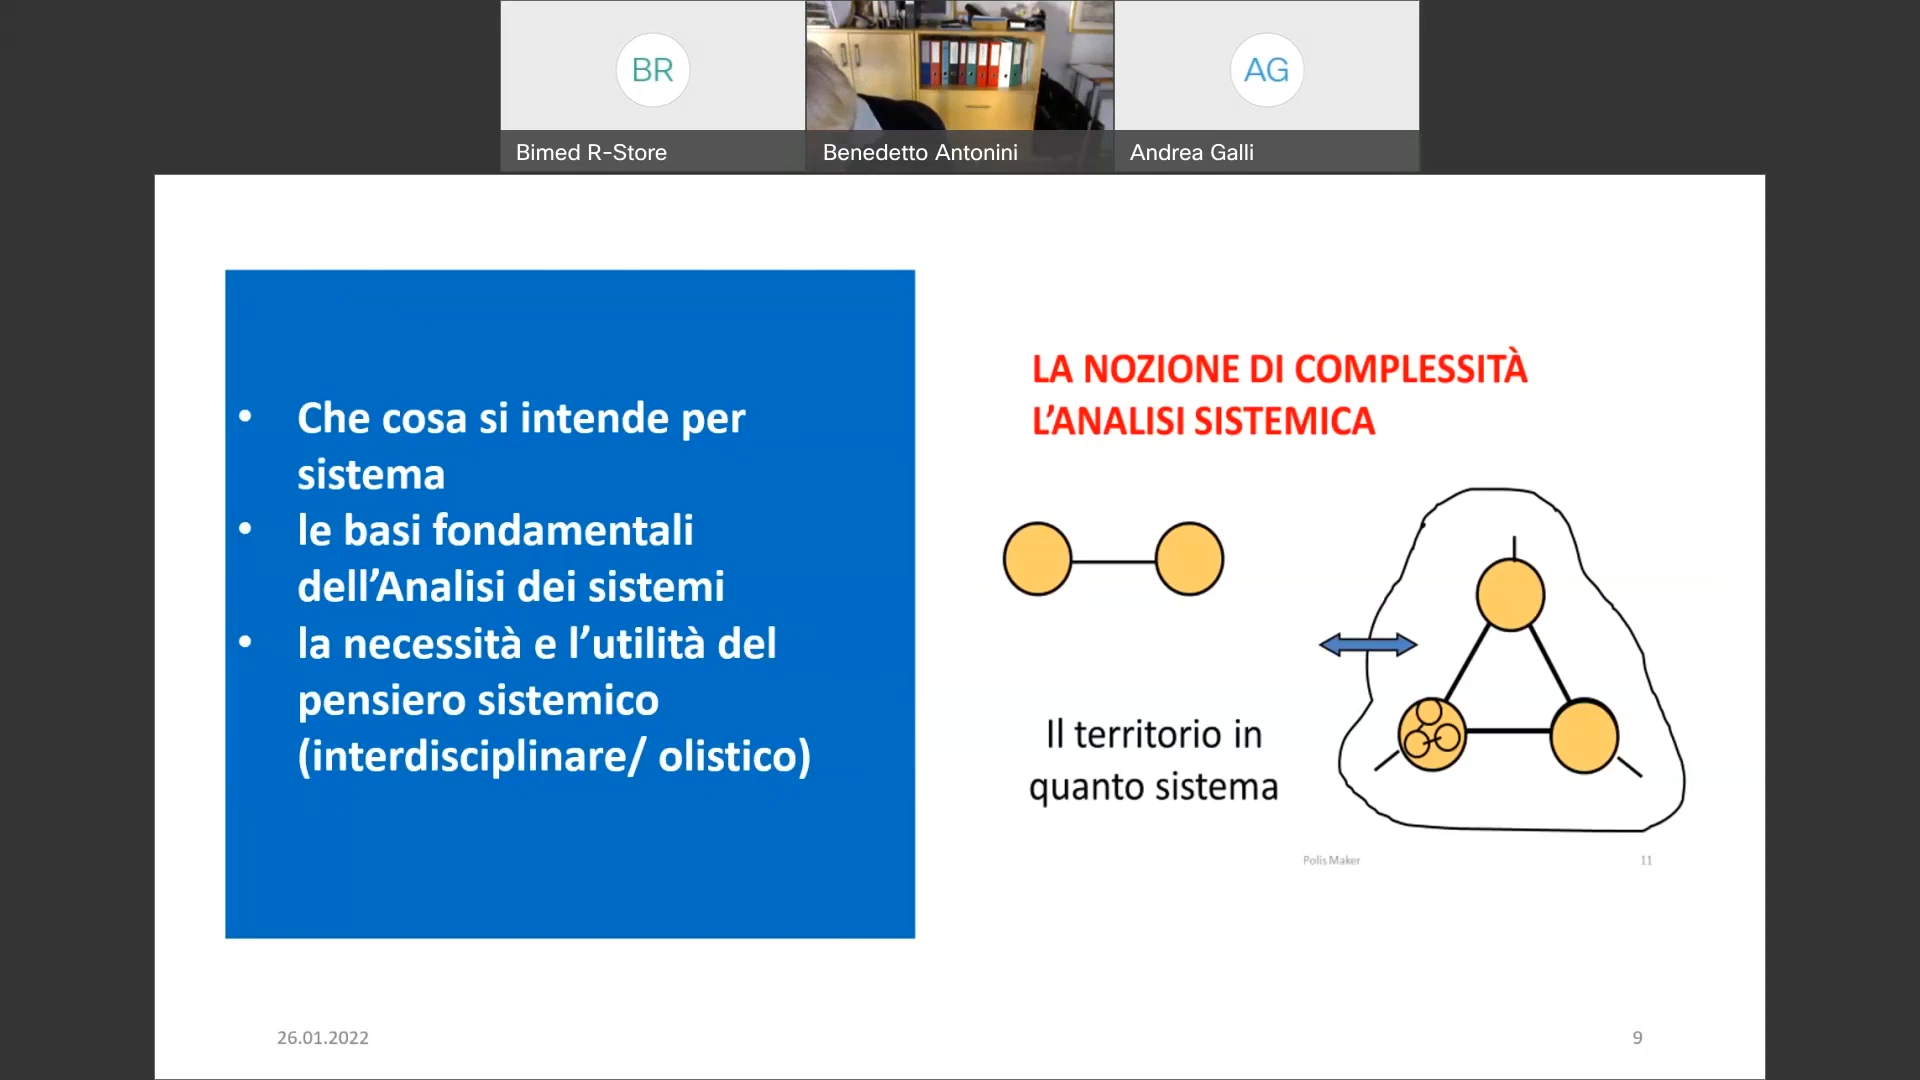 BR
AG
Bimed R-Store
Benedetto Antonini
Andrea Galli
• Che cosa si intende per
sistema
• le basi fondamentali
dell’Analisi dei sistemi
• la necessità e l’utilità del
pensiero sistemico
(interdisciplinare/ olistico)
LA NOZIONE DI COMPLESSITÀ
L’ANALISI SISTEMICA
Il territorio in
quanto sistema
Polis Maker
11
26.01.2022
9